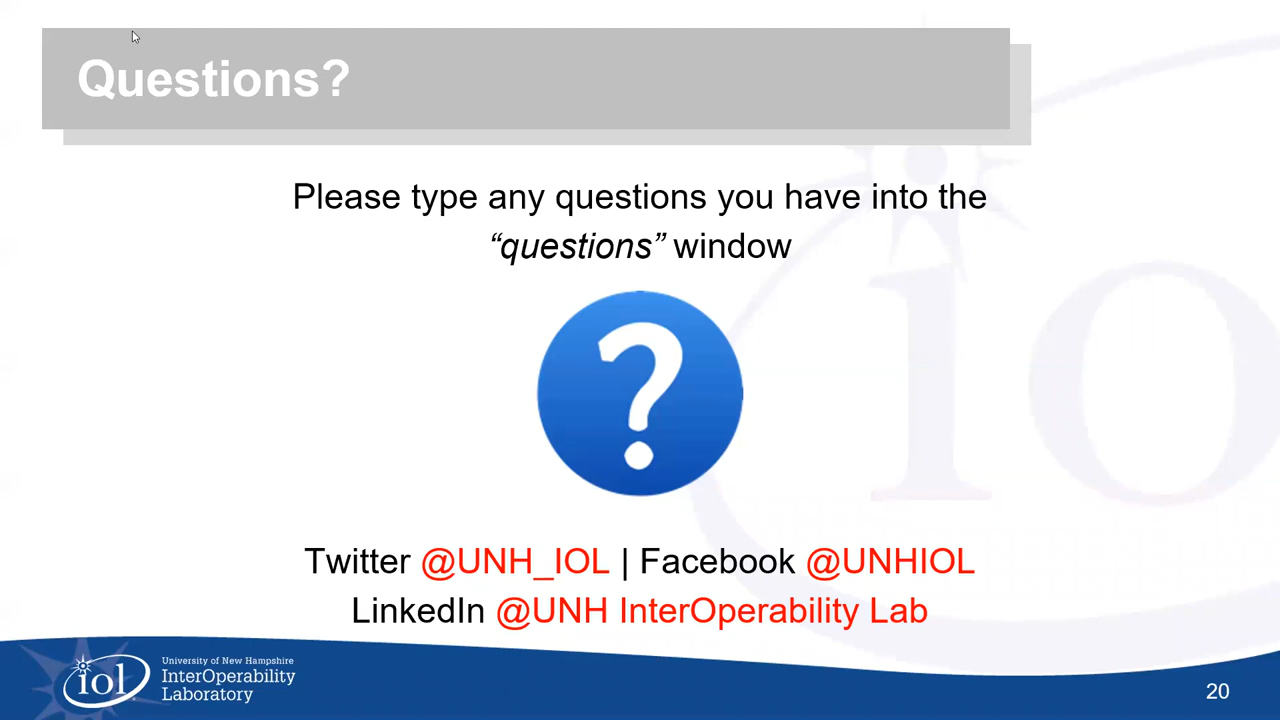 Questions?
Please type any questions you have into the
“questions” window
?
Twitter @UNH_IOL | Facebook @UNHIOL
LinkedIn @UNH InterOperability Lab
iol
University of New Hampshire
InterOperability
Laboratory
20